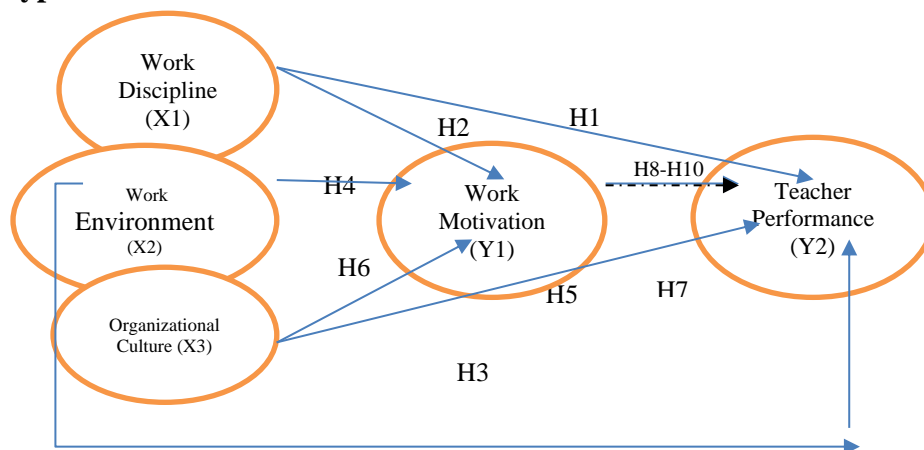 Work
Discipline
(X1)
H1
H2
Work
Environment
(X2)
H4
Work
Motivation
(Y1)
H8-H10
Teacher
Performance
(Y2)
H6
H5
H7
Organizational
Culture (X3)
H3